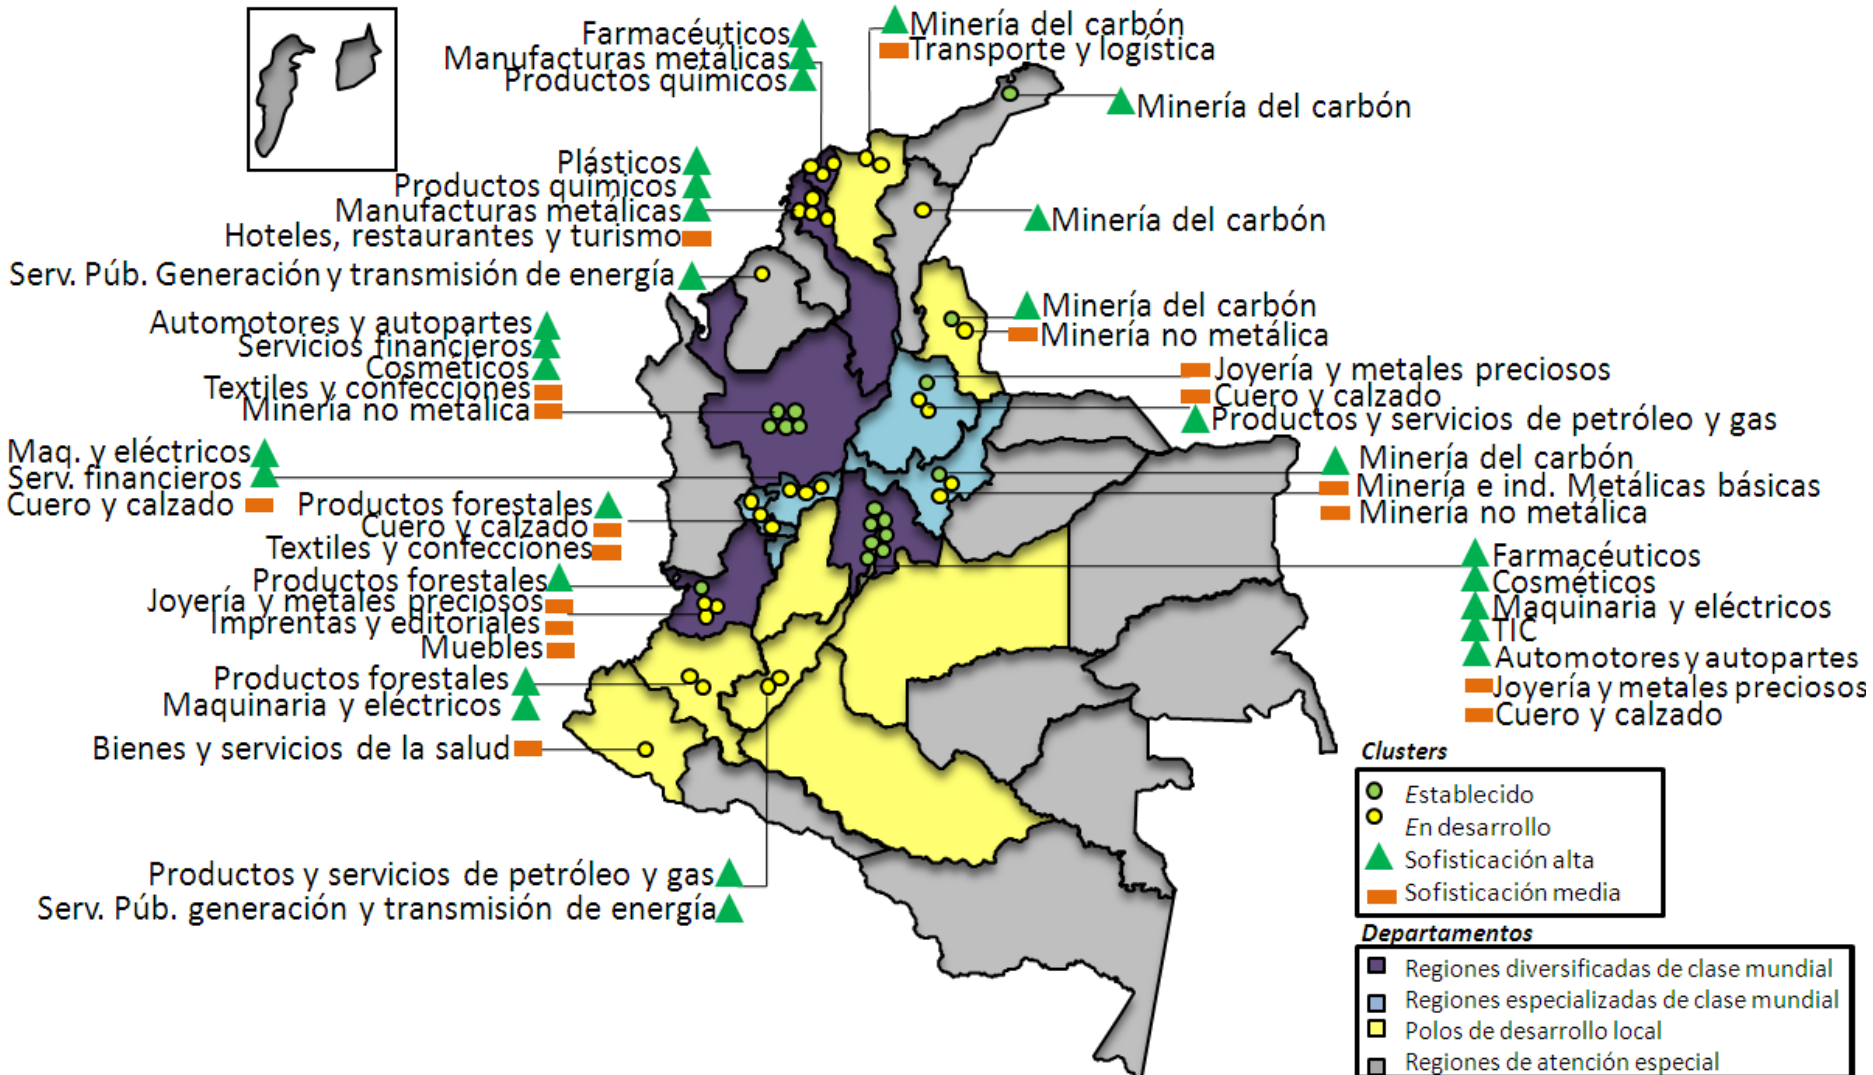 Farmacéuticos
Manufacturas metálicas
Productos químicos
Minería del carbón
Transporte y logística
Minería del carbón
Plásticos
Productos químicos
Manufacturas metálicas
Hoteles, restaurantes y turismo
Minería del carbón
Serv. Púb. Generación y transmisión de energía
Minería del carbón
Minería no metálica
Automotores y autopartes
Servicios financieros
Cosméticos
Textiles y confecciones
Minería no metálica
Joyería y metales preciosos
Cuero y calzado
Productos y servicios de petróleo y gas
Maq. y eléctricos
Serv. financieros
Cuero y calzado
Minería del carbón
Minería e ind. Metálicas básicas
Minería no metálica
Productos forestales
Cuero y calzado
Textiles y confecciones
Productos forestales
Joyería y metales preciosos
Imprentas y editoriales
Muebles
Farmacéuticos
Cosméticos
Maquinaria y eléctricos
TIC
Automotores y autopartes
Joyería y metales preciosos
Cuero y calzado
Productos forestales
Maquinaria y eléctricos
Bienes y servicios de la salud
Productos y servicios de petróleo y gas
Serv. Púb. generación y transmisión de energía
Clusters
Establecido
En desarrollo
Sofisticación alta
Sofisticación media
Departamentos
Regiones diversificadas de clase mundial
Regiones especializadas de clase mundial
Polos de desarrollo local
Regiones de atención especial